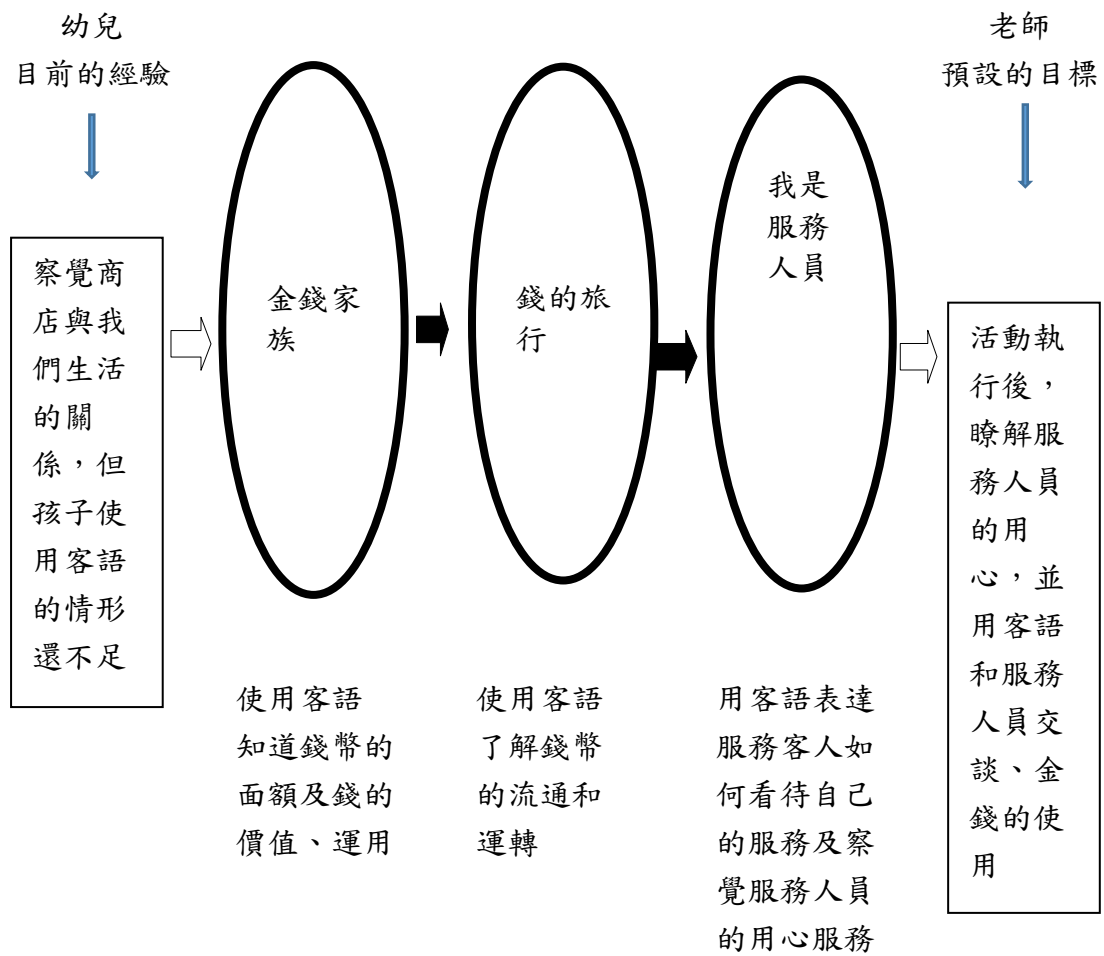 幼兒
目前的經驗
老師
預設的目標
察覺商
店與我
們生活
的關
係，但
孩子使
用客語
的情形
還不足
金錢家
族
錢的旅
行
我是
服務
人員
活動執
行後，
瞭解服
務人員
的用
心，並
用客語
和服務
人員交
談、金
錢的使
用
使用客語
知道錢幣的
面額及錢的
價值、運用
使用客語
了解錢幣
的流通和
運轉
用客語表達
服務客人如
何看待自己
的服務及察
覺服務人員
的用心服務